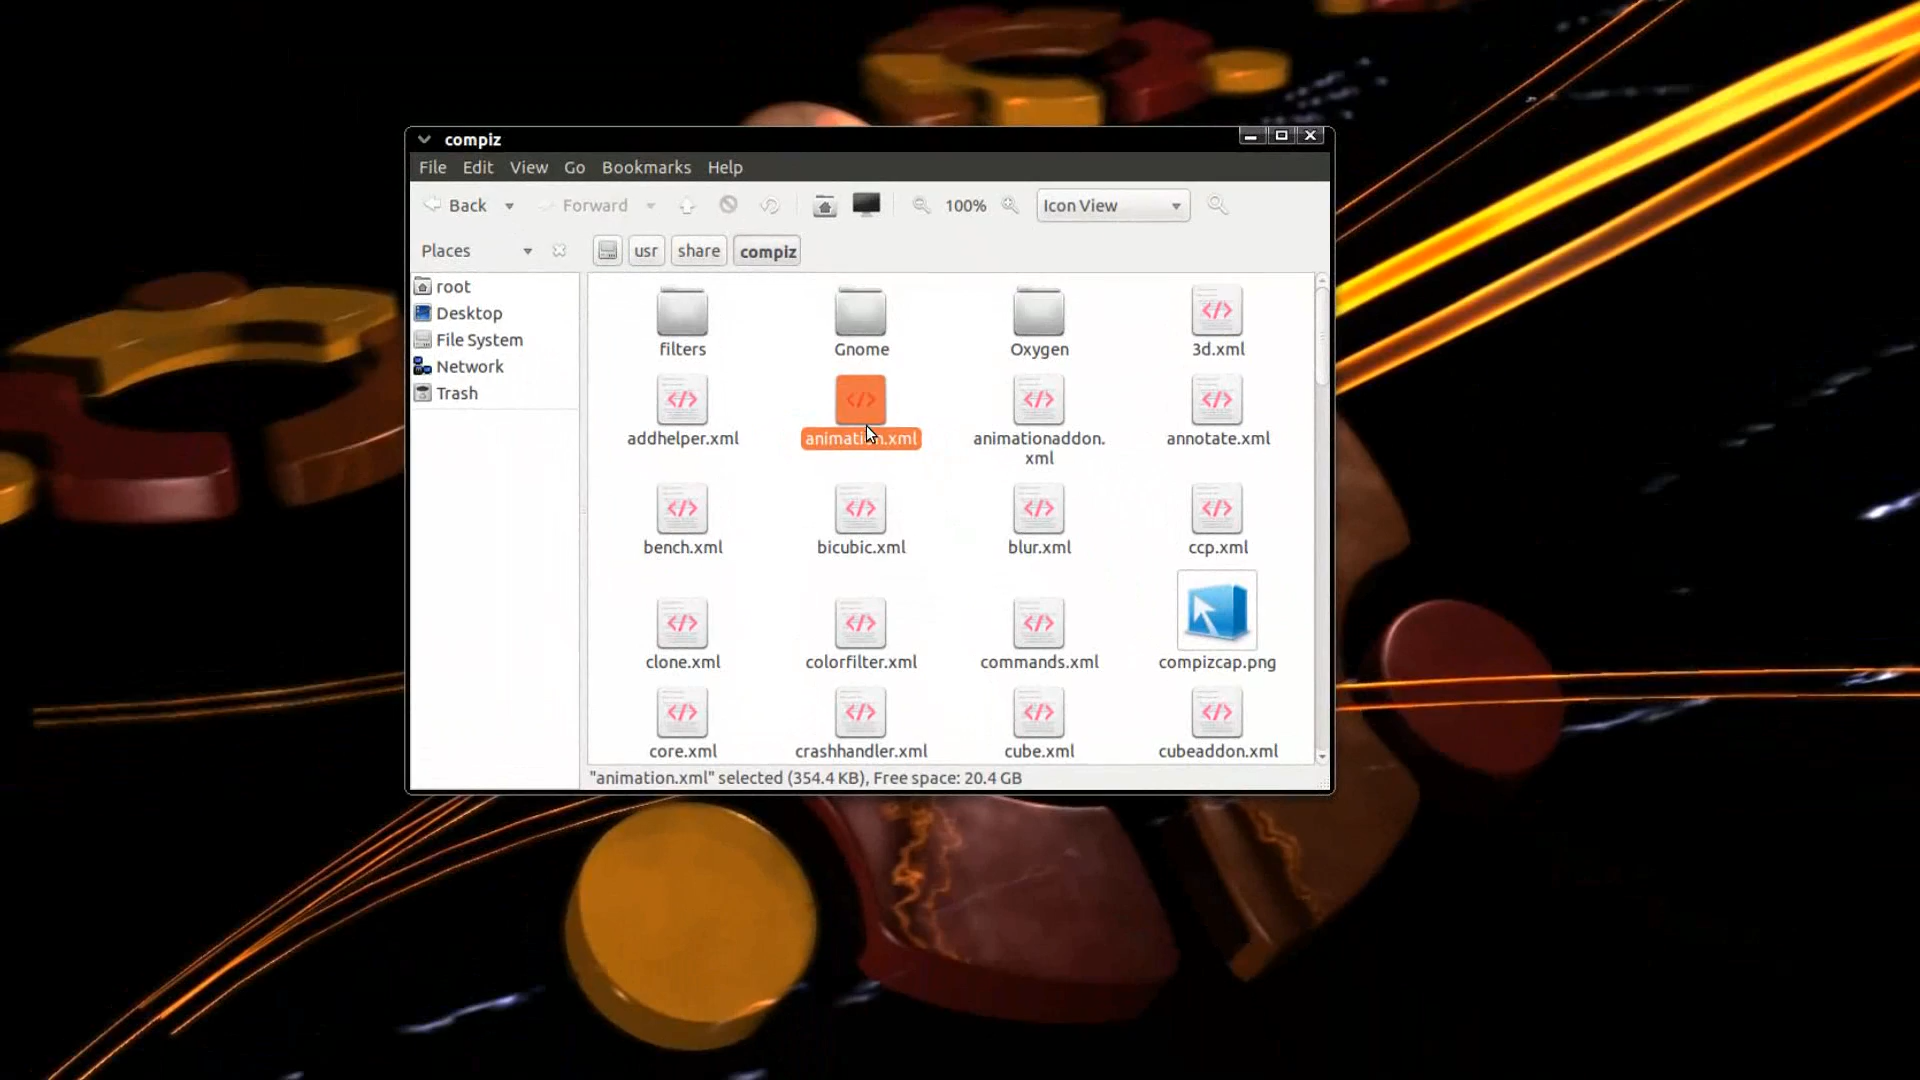 compiz
File Edit View Go Bookmarks Help
Back Forward 100% Icon View
Places usr share compiz
root
Desktop
File System
Network
Trash
filters Gnome Oxygen 3d.xml
addhelper.xml animation.xml animationaddon. annotate.xml
xml
bench.xml bicubic.xml blur.xml ccp.xml
clone.xml colorfilter.xml commands.xml compizcap.png
core.xml crashhandler.xml cube.xml cubeaddon.xml
"animation.xml" selected (354.4 KB), Free space: 20.4 GB